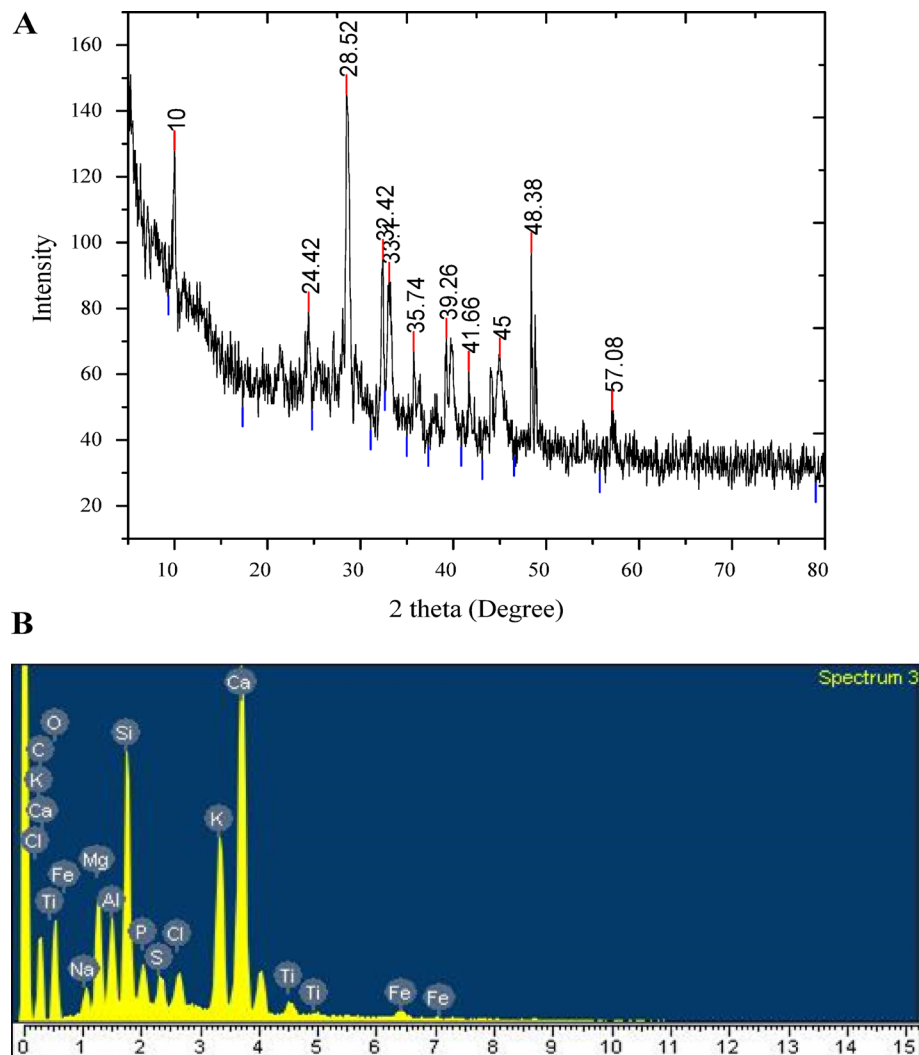 A
160
140
120
100
80
60
40
20
Intensity
10
24.42
28.52
32.42
35.74
39.26
41.66
45
48.38
57.08
10
20
30
40
50
60
70
80
2 theta (Degree)
B
Spectrum 3
O
C
K
Ca
Cl
Fe
Ti
Na
Mg
Al
Si
P
S
Cl
K
Ca
Ti
Ti
Fe
Fe
0 1 2 3 4 5 6 7 8 9 10 11 12 13 14 15